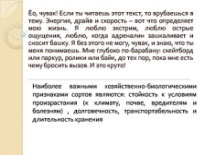 Ёо, чувак! Если ты читаешь этот текст, то врубаешься в
тему. Энергия, драйв и скорость – вот что определяет
мою жизнь. Я люблю экстрим, люблю острые
ощущения, люблю, когда адреналин зашкаливает и
сносит башку. Я без этого не могу, чувак, и знаю, что ты
меня понимаешь. Мне глубоко по-барабану: скейтборд
или паркур, ролики или байк, до тех пор, пока мне есть
чему бросить вызов. И это круто!
Наиболее важными хозяйственно-биологическими
признаками сортов являются: стойкость к условиям
произрастания (к климату, почве, вредителям и
болезням) , долговечность, транспортабельность и
длительность хранения